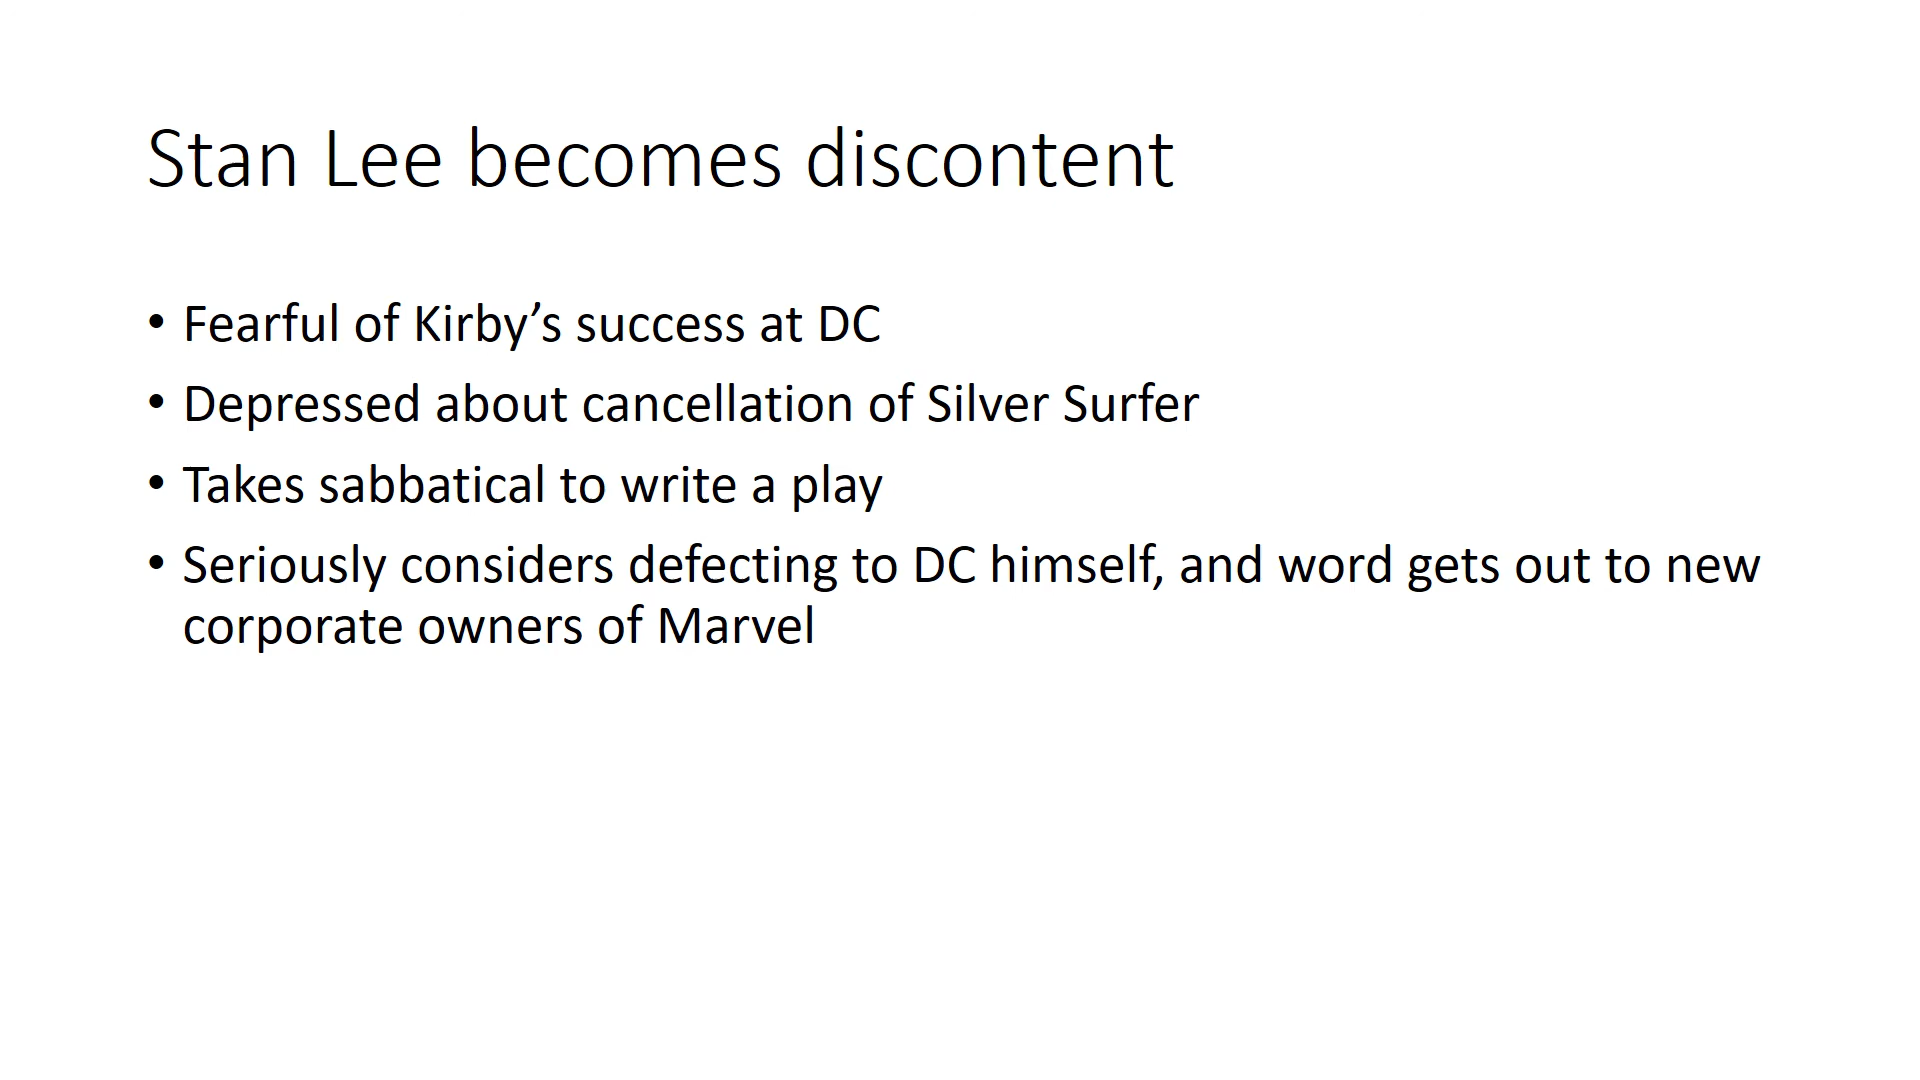 Stan Lee becomes discontent
• Fearful of Kirby’s success at DC
• Depressed about cancellation of Silver Surfer
• Takes sabbatical to write a play
• Seriously considers defecting to DC himself, and word gets out to new
corporate owners of Marvel